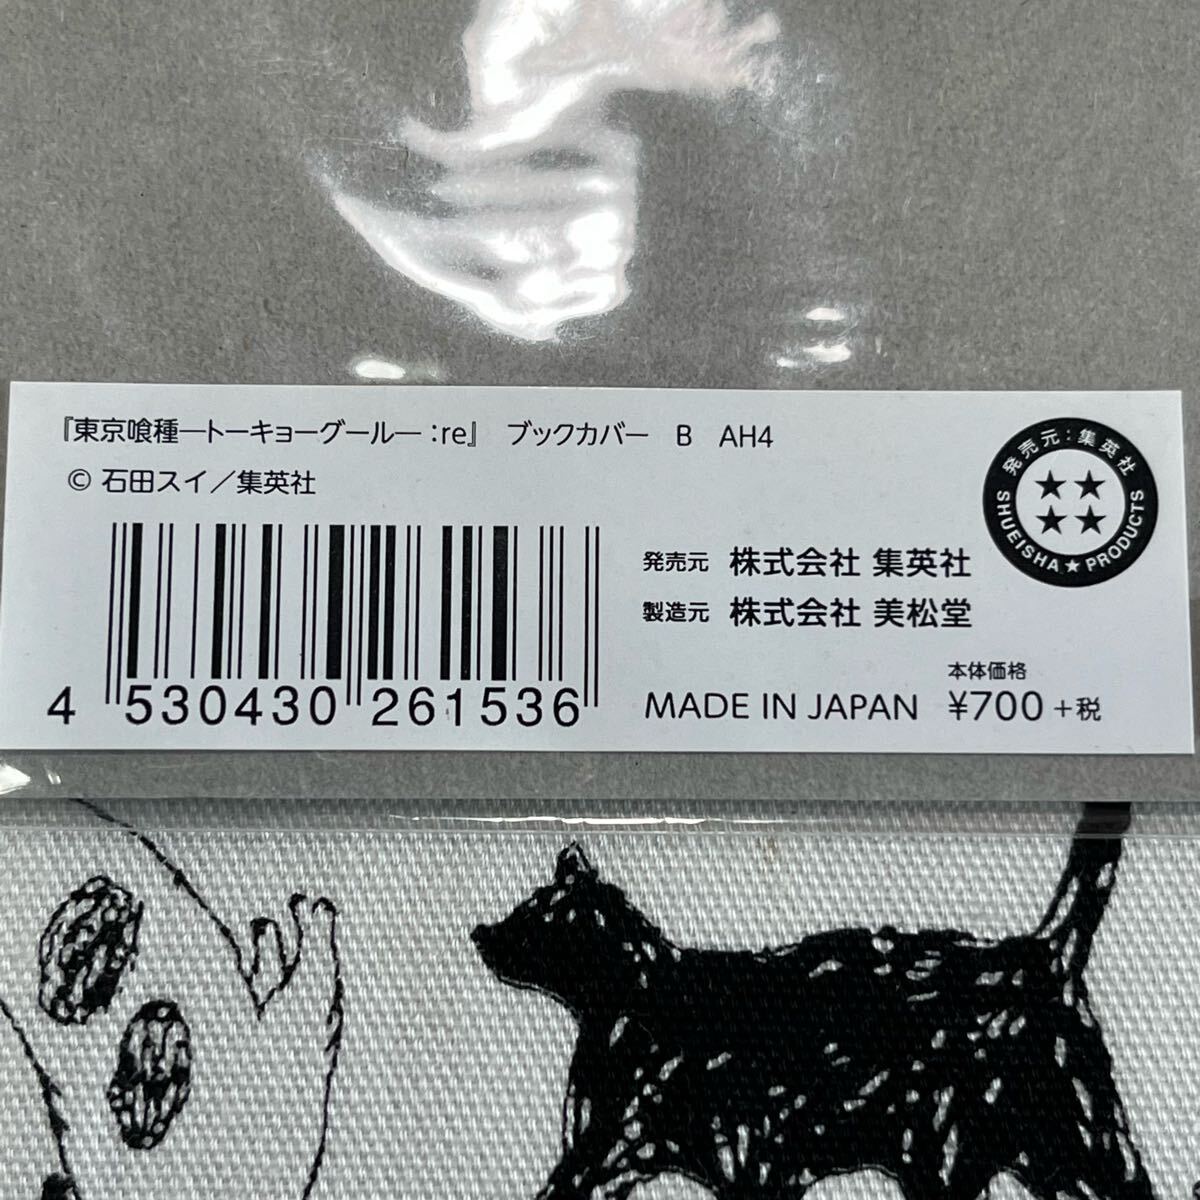 『東京喰種―トーキョーグール― :re』 ブックカバー B AH4
© 石田スイ／集英社
発売元：集英社
SHUEISHA★PRODUCTS
発売元 株式会社 集英社
製造元 株式会社 美松堂
本体価格
MADE IN JAPAN ¥700 +税
4 530430 261536